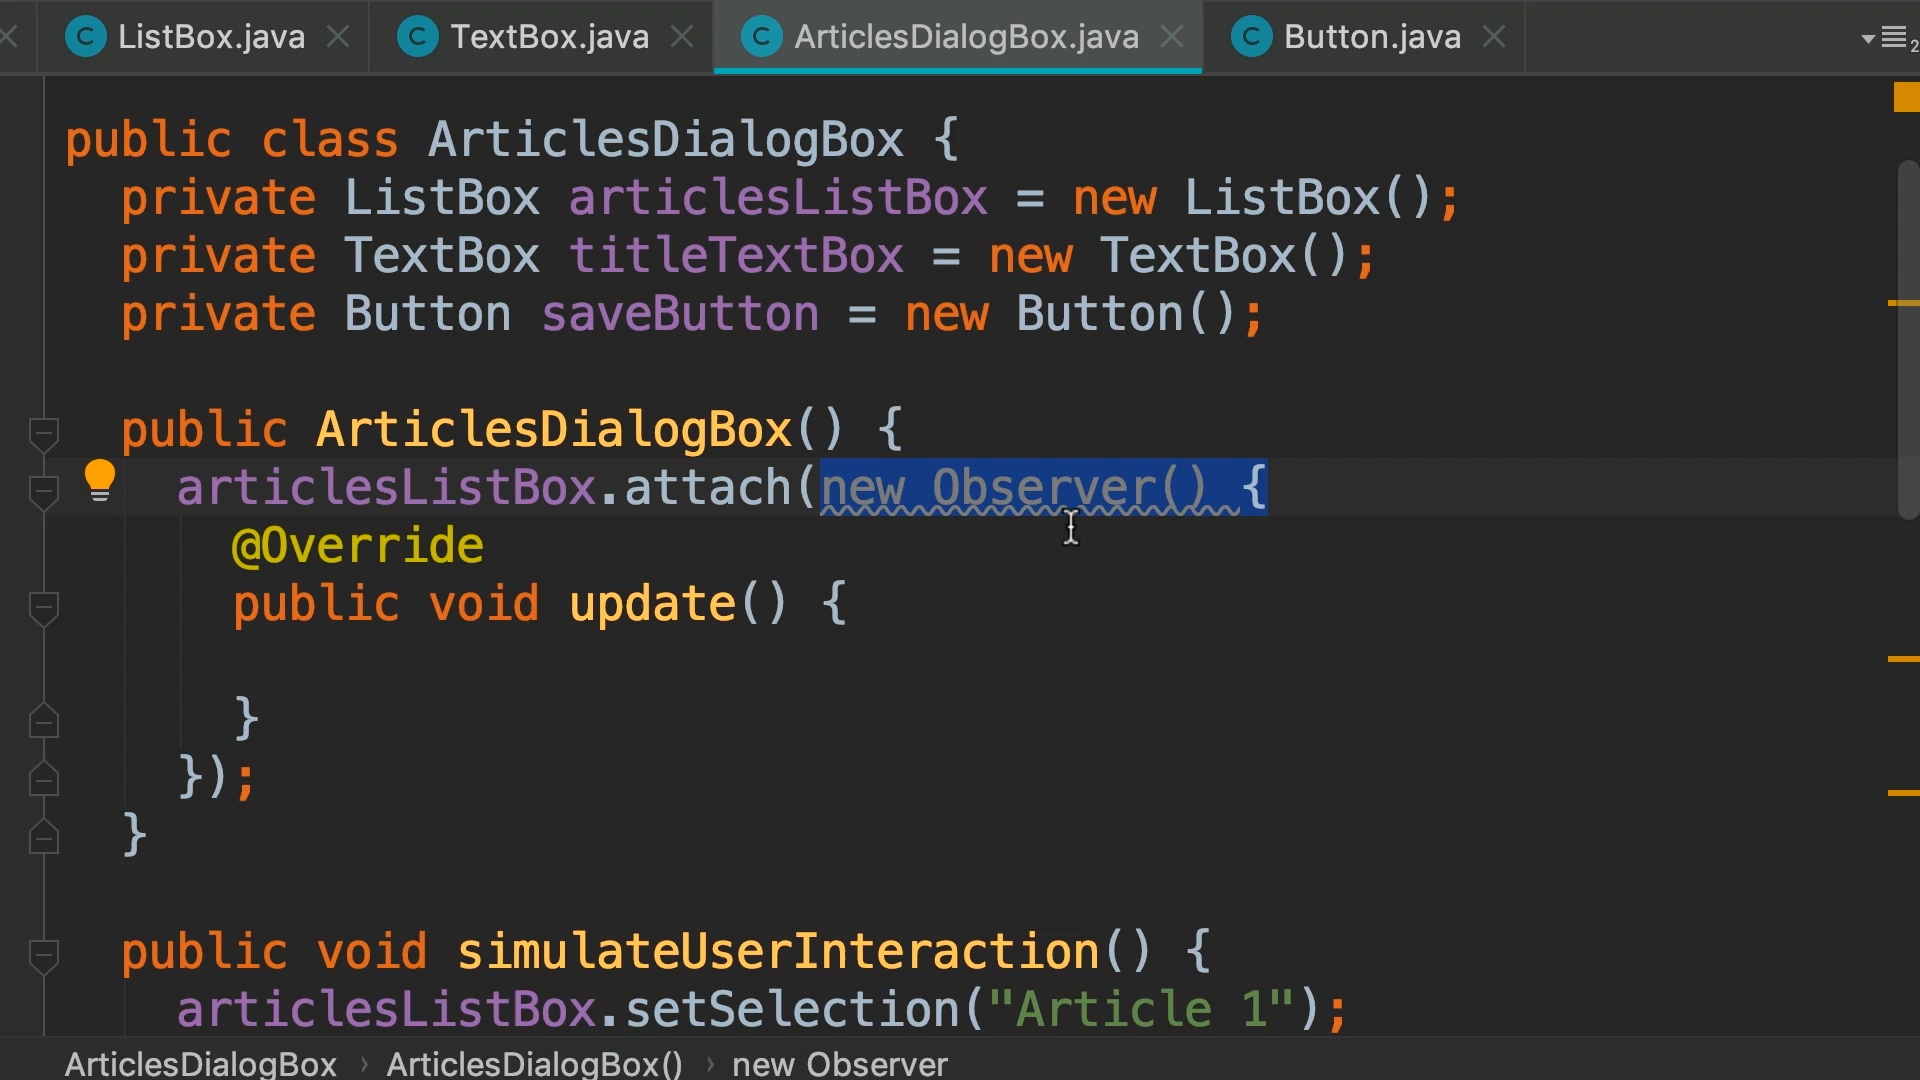 ListBox.java TextBox.java ArticlesDialogBox.java Button.java 2
public class ArticlesDialogBox {
private ListBox articlesListBox = new ListBox();
private TextBox titleTextBox = new TextBox();
private Button saveButton = new Button();
public ArticlesDialogBox() {
articlesListBox.attach(new Observer() {
@Override
public void update() {
}
});
}
public void simulateUserInteraction() {
articlesListBox.setSelection("Article 1");
ArticlesDialogBox › ArticlesDialogBox() › new Observer